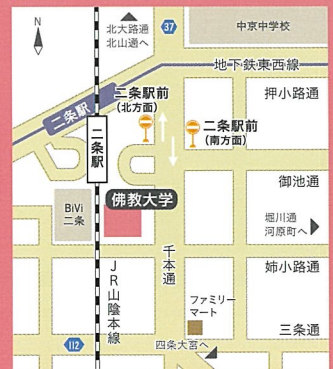 N
北大路通
北山通へ
37
中京中学校
地下鉄東西線
二条駅前
(北方面)
押小路通
二条駅
二条駅前
(南方面)
二条駅
御池通
BiVi
二条
佛教大学
堀川通
河原町へ
千本通
姉小路通
JR山陰本線
ファミリー
マート
三条通
112
四条大宮へ